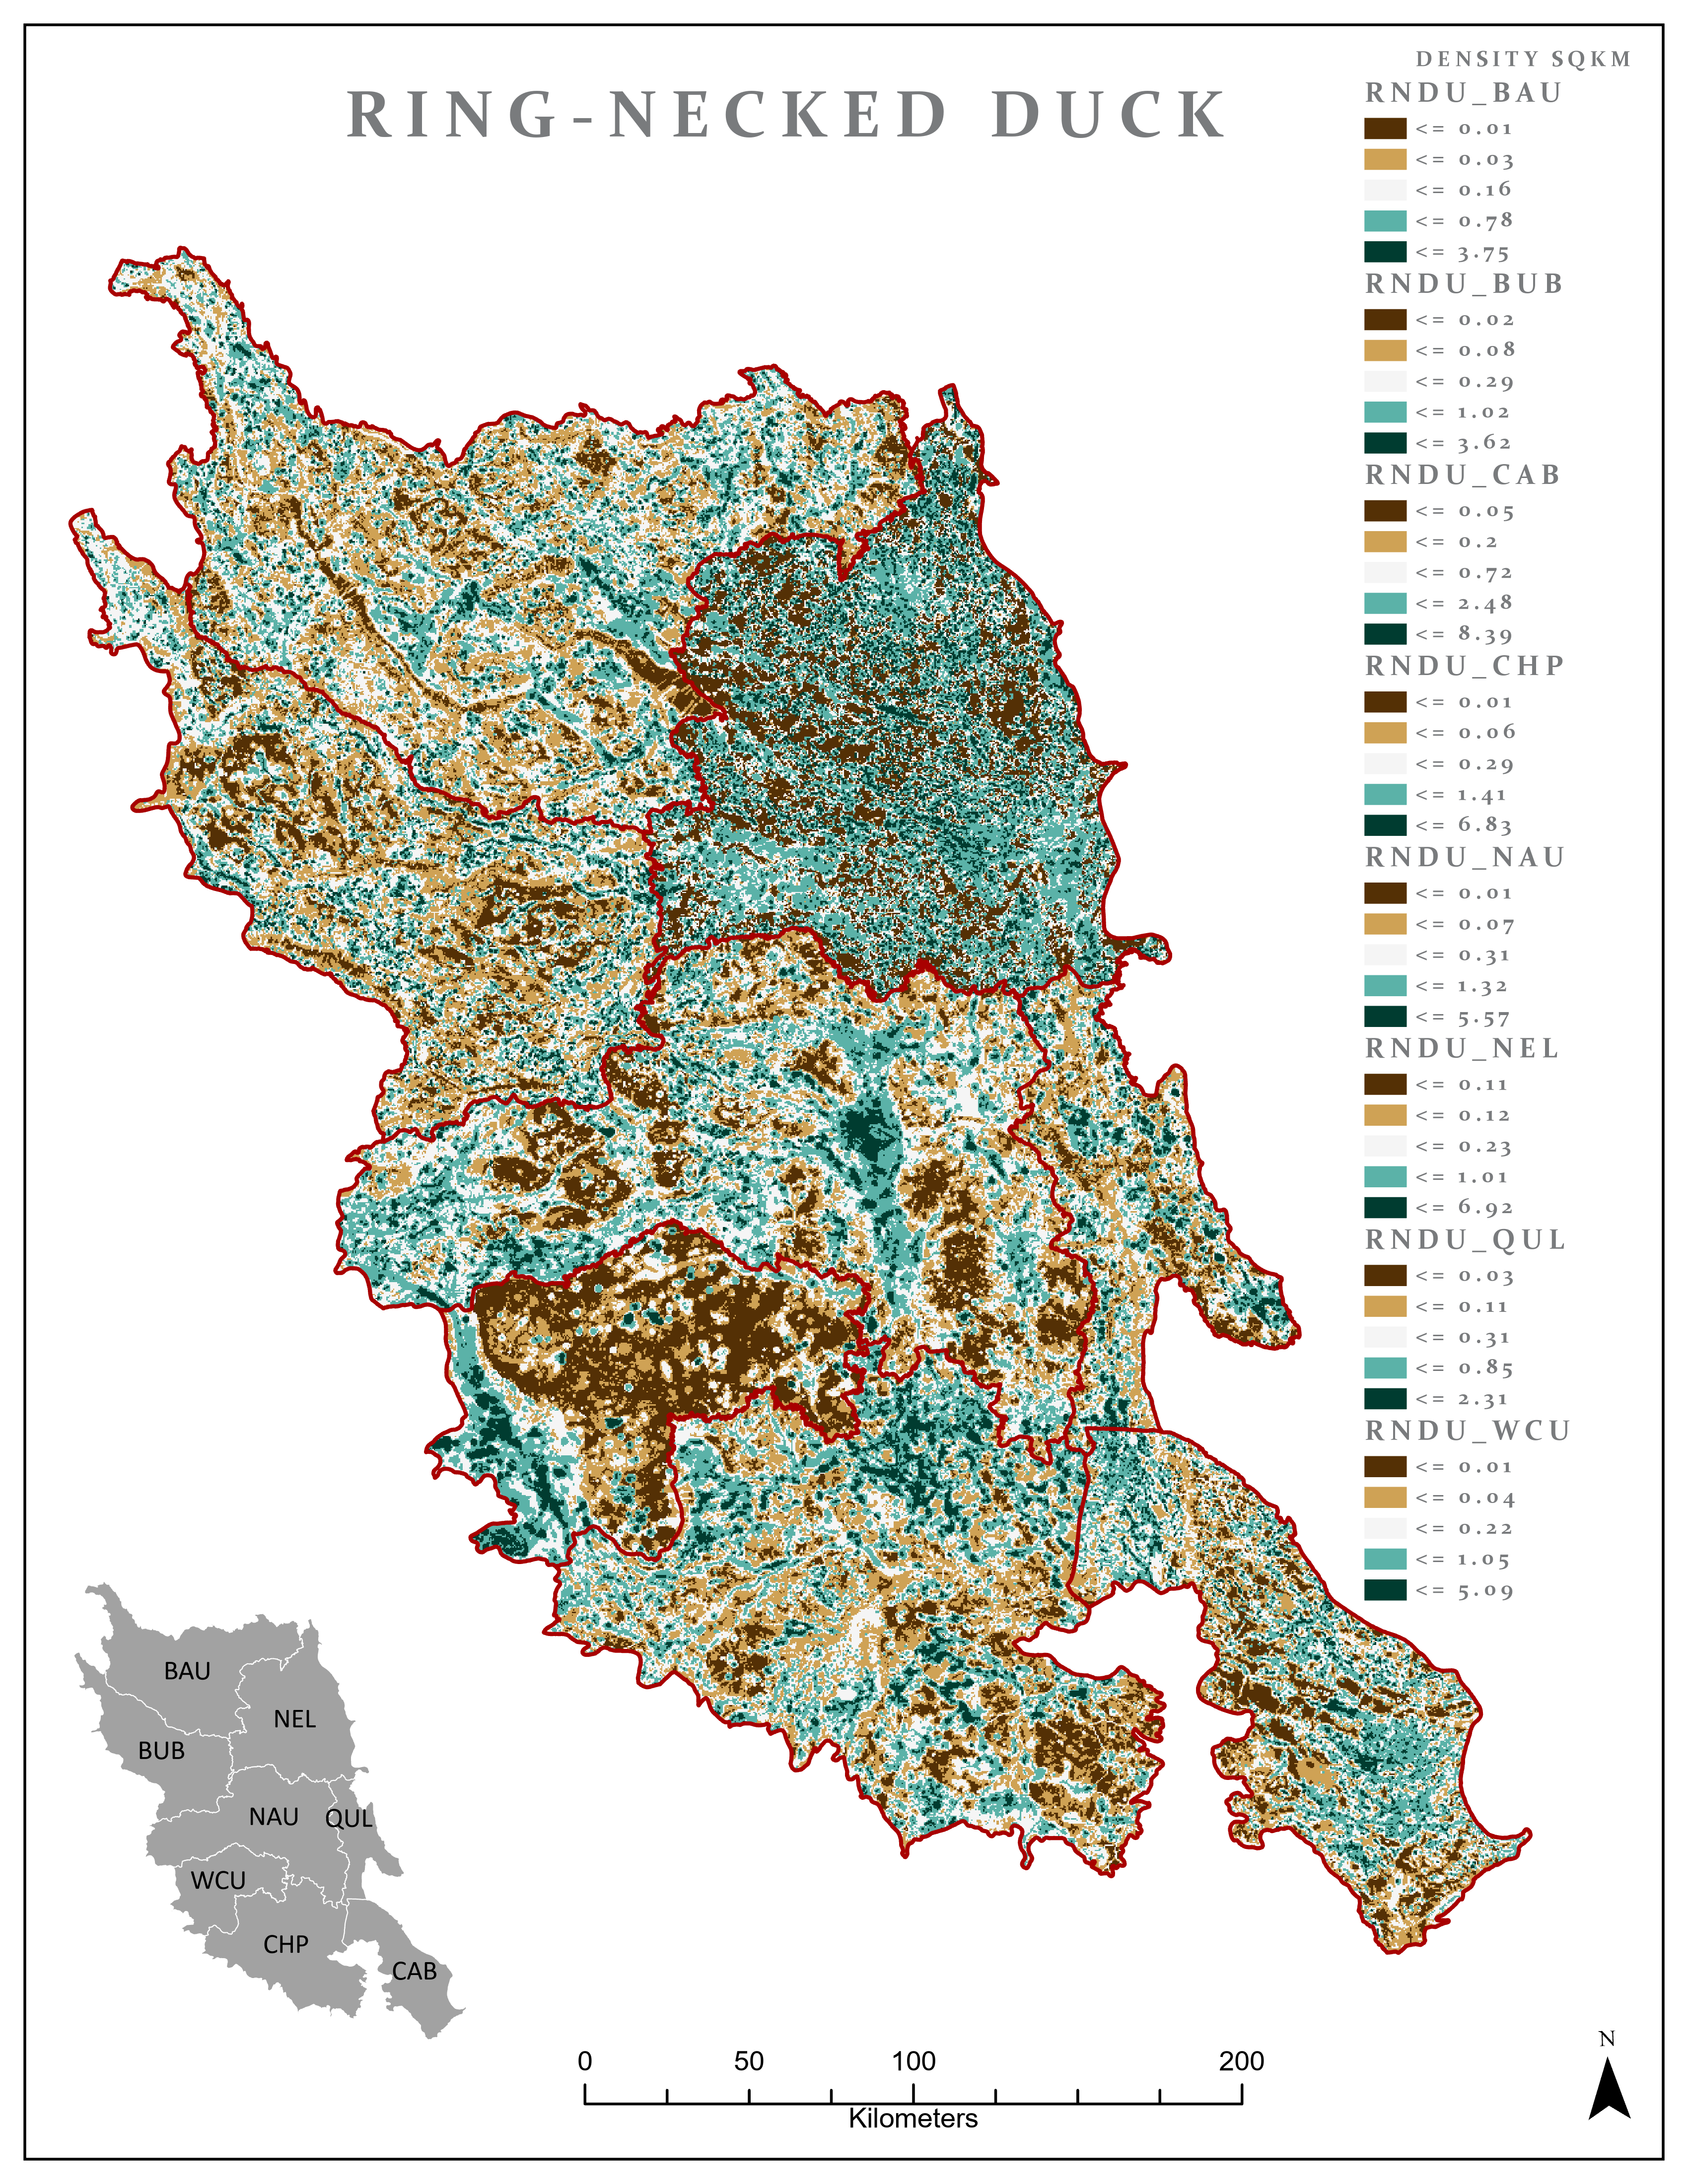 DENSITY SQKM
RING-NECKED DUCK
RNDU_BAU
<= 0.01
<= 0.03
<= 0.16
<= 0.78
<= 3.75
RNDU_BUB
<= 0.02
<= 0.08
<= 0.29
<= 1.02
<= 3.62
RNDU_CAB
<= 0.05
<= 0.2
<= 0.72
<= 2.48
<= 8.39
RNDU_CHP
<= 0.01
<= 0.06
<= 0.29
<= 1.41
<= 6.83
RNDU_NAU
<= 0.01
<= 0.07
<= 0.31
<= 1.32
<= 5.57
RNDU_NEL
<= 0.11
<= 0.12
<= 0.23
<= 1.01
<= 6.92
RNDU_QUL
<= 0.03
<= 0.11
<= 0.31
<= 0.85
<= 2.31
RNDU_WCU
<= 0.01
<= 0.04
<= 0.22
<= 1.05
<= 5.09
BAU
NEL
BUB
NAU QUL
WCU
CHP
CAB
N
0 50 100 200
Kilometers